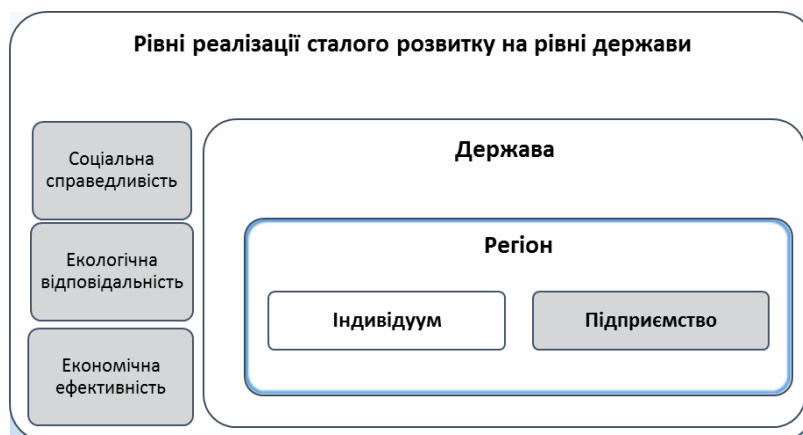 Рівні реалізації сталого розвитку на рівні держави
Соціальна
справедливість
Екологічна
відповідальність
Економічна
ефективність
Держава
Регіон
Індивідуум
Підприємство